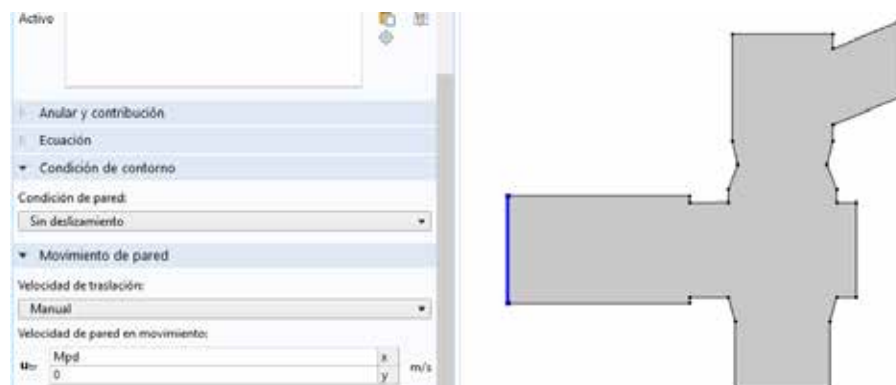 Activo
Anular y contribución
Ecuación
Condición de contorno
Condición de pared:
Sin deslizamiento
Movimiento de pared
Velocidad de traslación:
Manual
Velocidad de pared en movimiento:
utr Mpd x m/s
0 y